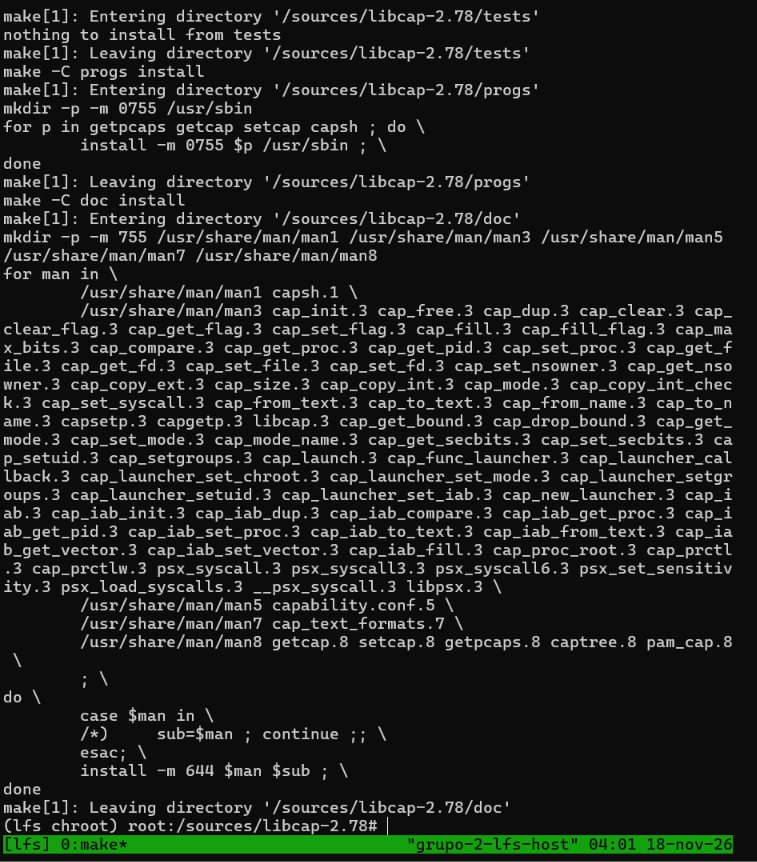 make[1]: Entering directory '/sources/libcap-2.78/tests'
nothing to install from tests
make[1]: Leaving directory '/sources/libcap-2.78/tests'
make -C progs install
make[1]: Entering directory '/sources/libcap-2.78/progs'
mkdir -p -m 0755 /usr/sbin
for p in getpcaps getcap setcap capsh ; do \
        install -m 0755 $p /usr/sbin ; \
done
make[1]: Leaving directory '/sources/libcap-2.78/progs'
make -C doc install
make[1]: Entering directory '/sources/libcap-2.78/doc'
mkdir -p -m 755 /usr/share/man/man1 /usr/share/man/man3 /usr/share/man/man5
/usr/share/man/man7 /usr/share/man/man8
for man in \
        /usr/share/man/man1 capsh.1 \
        /usr/share/man/man3 cap_init.3 cap_free.3 cap_dup.3 cap_clear.3 cap_
clear_flag.3 cap_get_flag.3 cap_set_flag.3 cap_fill.3 cap_fill_flag.3 cap_ma
x_bits.3 cap_compare.3 cap_get_proc.3 cap_get_pid.3 cap_set_proc.3 cap_get_f
ile.3 cap_get_fd.3 cap_set_file.3 cap_set_fd.3 cap_set_nsowner.3 cap_get_nso
wner.3 cap_copy_ext.3 cap_size.3 cap_copy_int.3 cap_mode.3 cap_copy_int_chec
k.3 cap_set_syscall.3 cap_from_text.3 cap_to_text.3 cap_from_name.3 cap_to_n
ame.3 capsetp.3 capgetp.3 libcap.3 cap_get_bound.3 cap_drop_bound.3 cap_get_
mode.3 cap_set_mode.3 cap_mode_name.3 cap_get_secbits.3 cap_set_secbits.3 ca
p_setuid.3 cap_setgroups.3 cap_launch.3 cap_func_launcher.3 cap_launcher_cal
lback.3 cap_launcher_set_chroot.3 cap_launcher_set_mode.3 cap_launcher_setgr
oups.3 cap_launcher_setuid.3 cap_launcher_set_iab.3 cap_new_launcher.3 cap_i
ab.3 cap_iab_init.3 cap_iab_dup.3 cap_iab_compare.3 cap_iab_get_proc.3 cap_i
ab_get_pid.3 cap_iab_set_proc.3 cap_iab_to_text.3 cap_iab_from_text.3 cap_ia
b_get_vector.3 cap_iab_set_vector.3 cap_iab_fill.3 cap_proc_root.3 cap_prctl
.3 cap_prctlw.3 psx_syscall.3 psx_syscall3.3 psx_syscall6.3 psx_set_sensitiv
ity.3 psx_load_syscalls.3 __psx_syscall.3 libpsx.3 \
        /usr/share/man/man5 capability.conf.5 \
        /usr/share/man/man7 cap_text_formats.7 \
        /usr/share/man/man8 getcap.8 setcap.8 getpcaps.8 captree.8 pam_cap.8
 \
        ; \
do \
        case $man in \
        /*)     sub=$man ; continue ;; \
        esac; \
        install -m 644 $man $sub ; \
done
make[1]: Leaving directory '/sources/libcap-2.78/doc'
(lfs chroot) root:/sources/libcap-2.78#
[lfs] 0:make* "grupo-2-lfs-host" 04:01 18-nov-26